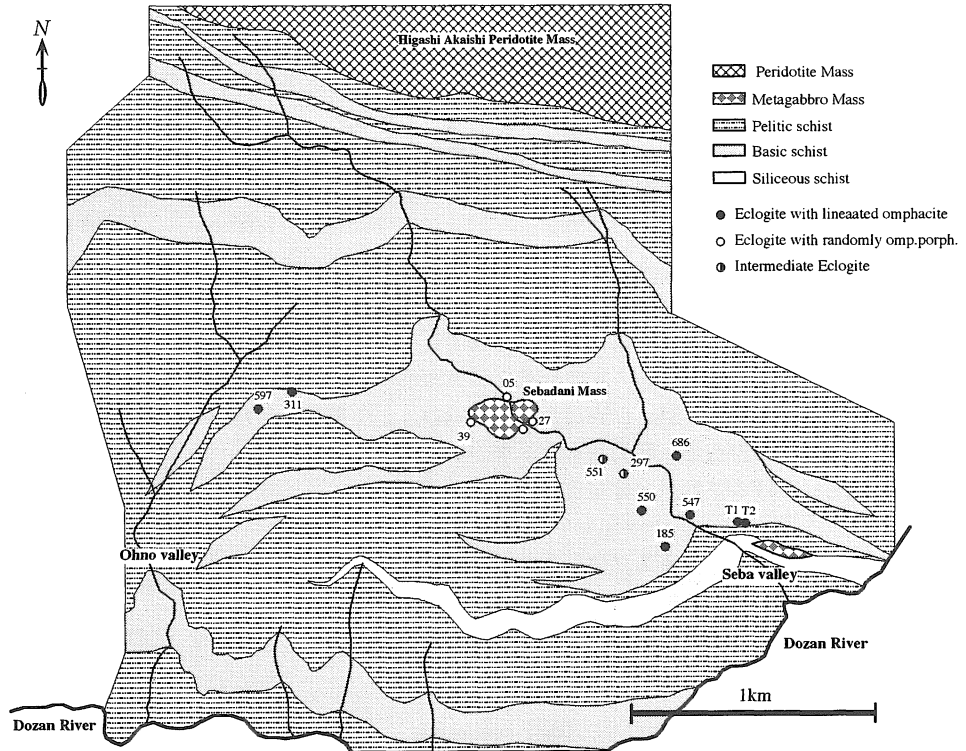 N
Higashi Akaishi Peridotite Mass
Peridotite Mass
Metagabbro Mass
Pelitic schist
Basic schist
Siliceous schist
Eclogite with lineaated omphacite
Eclogite with randomly omp.porph.
Intermediate Eclogite
05
Sebadani Mass
597
311
39
27
686
551
297
550
547
T1 T2
185
Ohno valley
Seba valley
Dozan River
1km
Dozan River